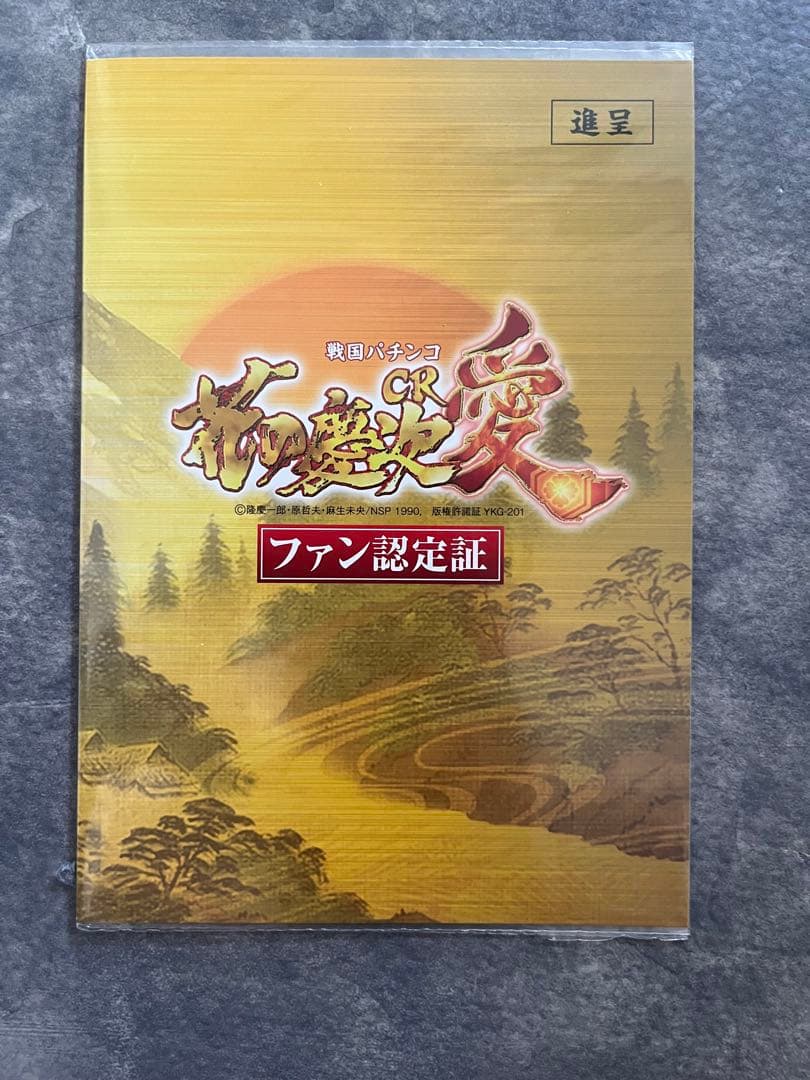 進呈
戦国パチンコ
CR
花の慶次 愛
©隆慶一郎・原哲夫・麻生未央/NSP 1990, 版権許諾証 YKG-201
ファン認定証